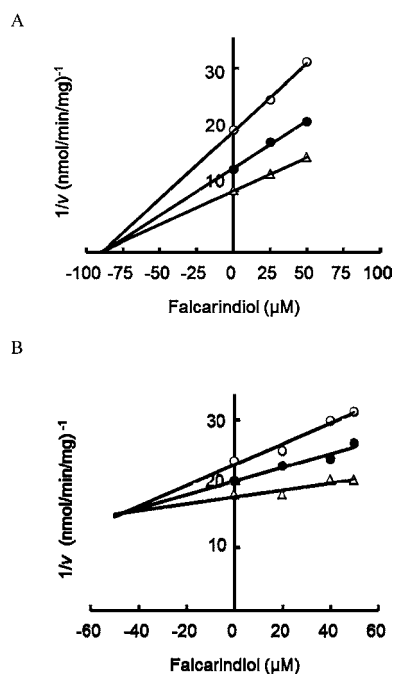 A
30
20
10
1/v (nmol/min/mg)-1
-100 -75 -50 -25 0 25 50 75 100
Falcarindiol (μM)
B
30
20
10
1/v (nmol/min/mg)-1
-60 -40 -20 0 20 40 60
Falcarindiol (μM)